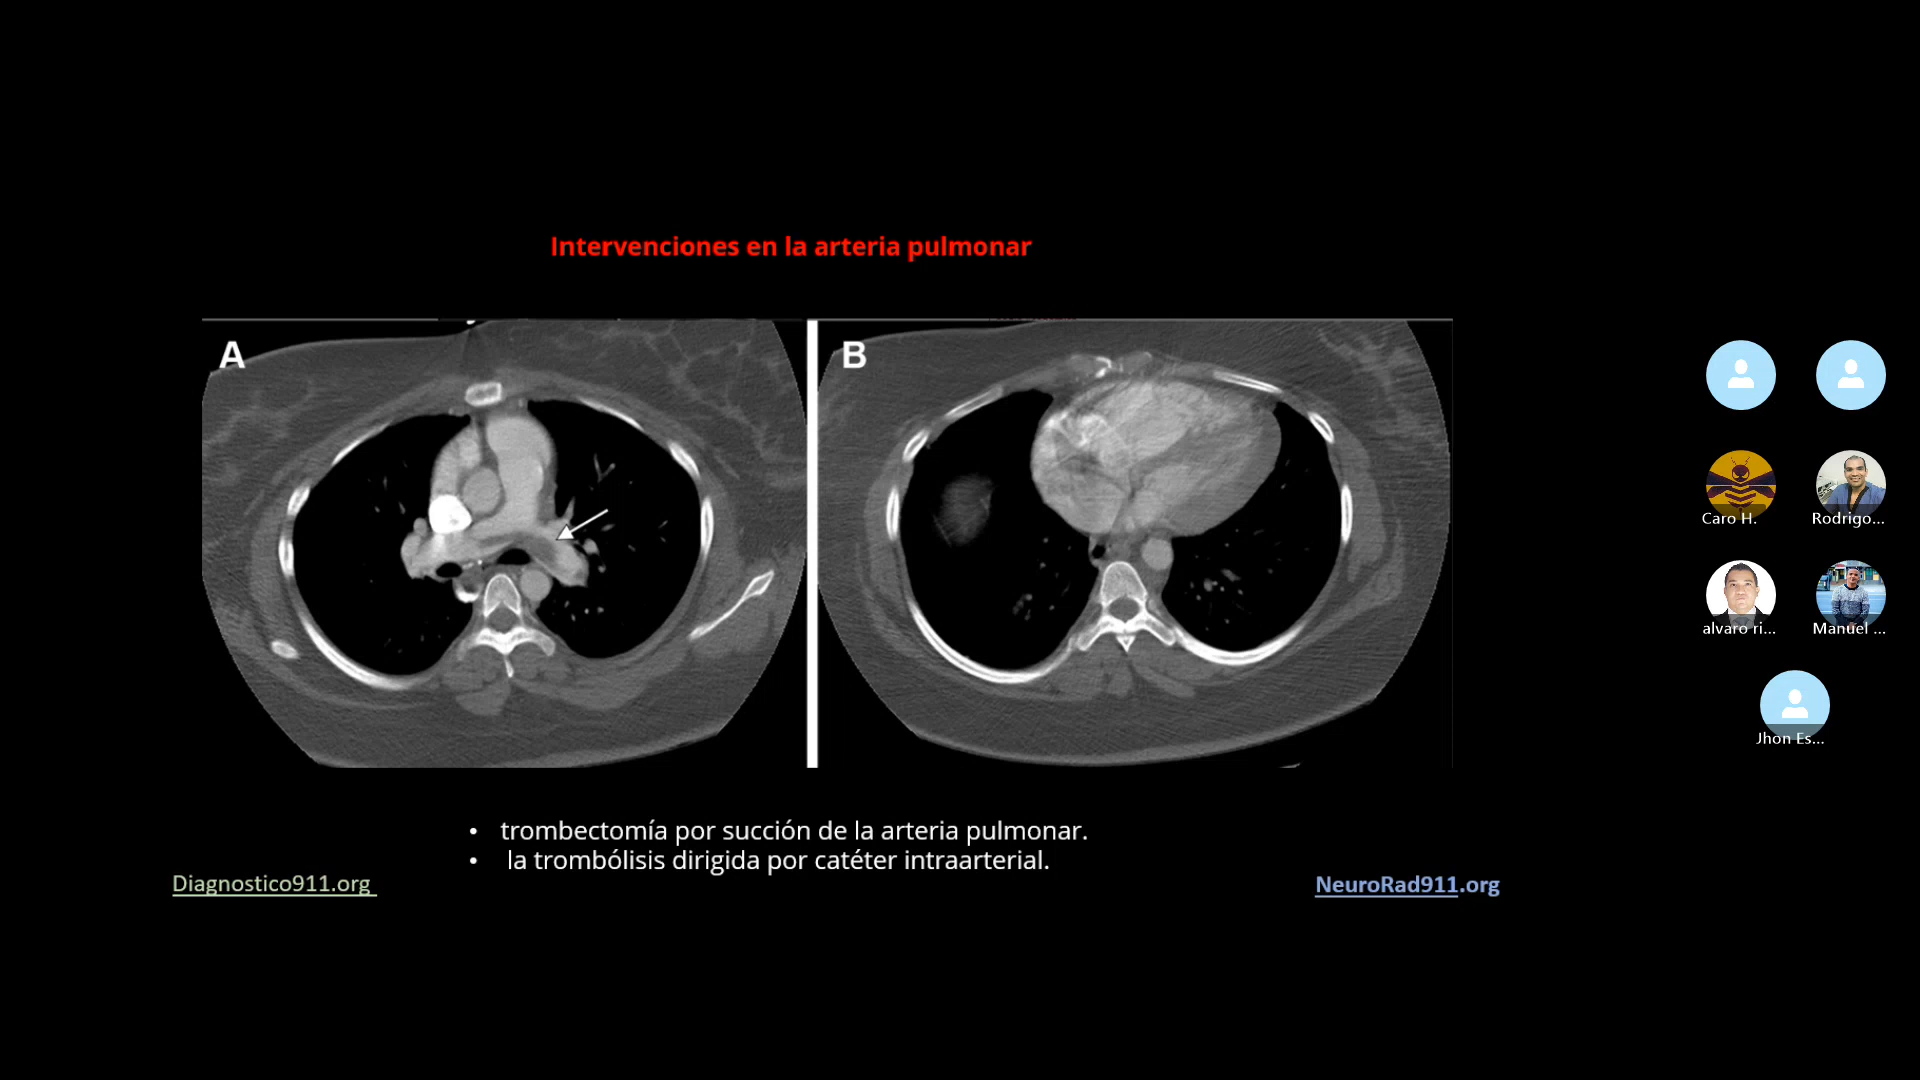 Intervenciones en la arteria pulmonar
A
B
• trombectomía por succión de la arteria pulmonar.
• la trombólisis dirigida por catéter intraarterial.
Diagnostico911.org
NeuroRad911.org
Caro H.
Rodrigo...
alvaro ri...
Manuel ...
Jhon Es...